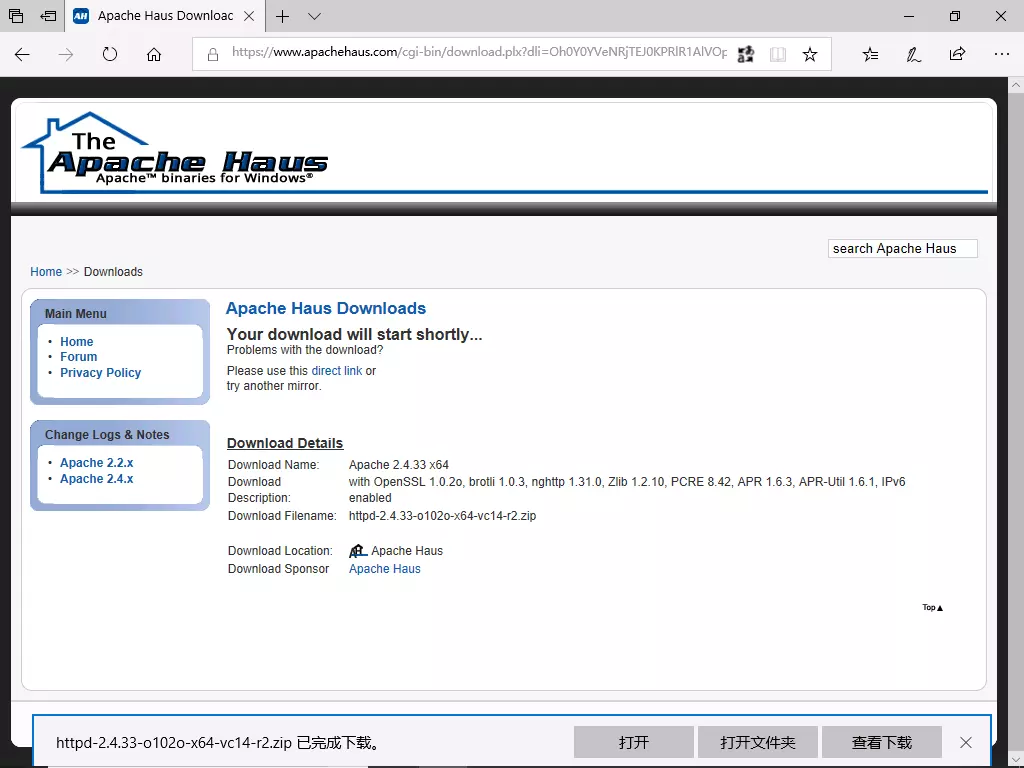 Apache Haus Downloac
https://www.apachehaus.com/cgi-bin/download.plx?dli=Oh0Y0YVeNRjTEJ0KPRlR1AlVOp
The
Apache Haus
Apache™ binaries for Windows®
search Apache Haus
Home >> Downloads
Main Menu
• Home
• Forum
• Privacy Policy
Change Logs & Notes
• Apache 2.2.x
• Apache 2.4.x
Apache Haus Downloads
Your download will start shortly...
Problems with the download?
Please use this direct link or
try another mirror.
Download Details
Download Name: Apache 2.4.33 x64
Download with OpenSSL 1.0.2o, brotli 1.0.3, nghttp 1.31.0, Zlib 1.2.10, PCRE 8.42, APR 1.6.3, APR-Util 1.6.1, IPv6
Description: enabled
Download Filename: httpd-2.4.33-o102o-x64-vc14-r2.zip
Download Location: Apache Haus
Download Sponsor Apache Haus
Top▲
httpd-2.4.33-o102o-x64-vc14-r2.zip 已完成下载。 打开 打开文件夹 查看下载